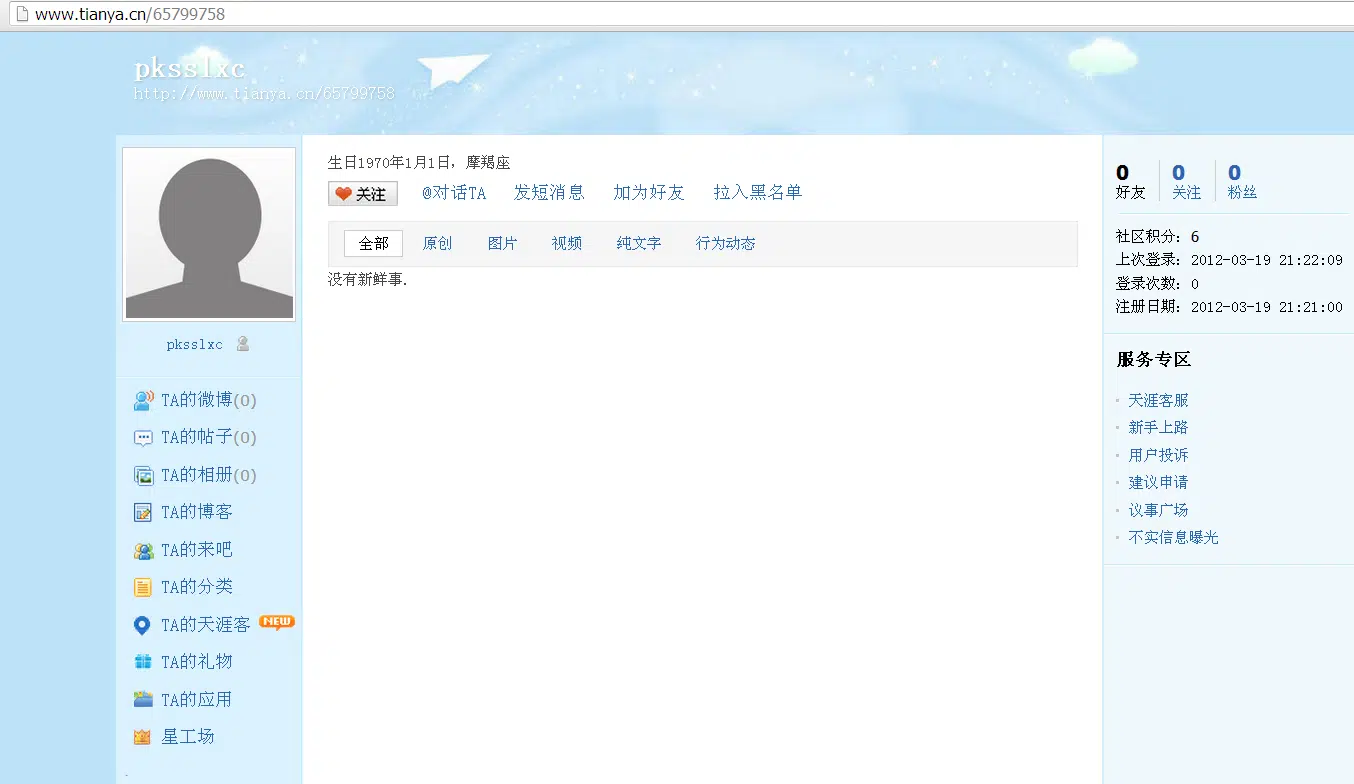 www.tianya.cn/65799758
pksslxc
http://www.tianya.cn/65799758
pksslxc
TA的微博(0)
TA的帖子(0)
TA的相册(0)
TA的博客
TA的来吧
TA的分类
TA的天涯客 NEW
TA的礼物
TA的应用
星工场
生日1970年1月1日，摩羯座
关注 @对话TA 发短消息 加为好友 拉入黑名单
全部 原创 图片 视频 纯文字 行为动态
没有新鲜事.
0 0 0
好友 关注 粉丝
社区积分：6
上次登录：2012-03-19 21:22:09
登录次数：0
注册日期：2012-03-19 21:21:00
服务专区
天涯客服
新手上路
用户投诉
建议申请
议事广场
不实信息曝光